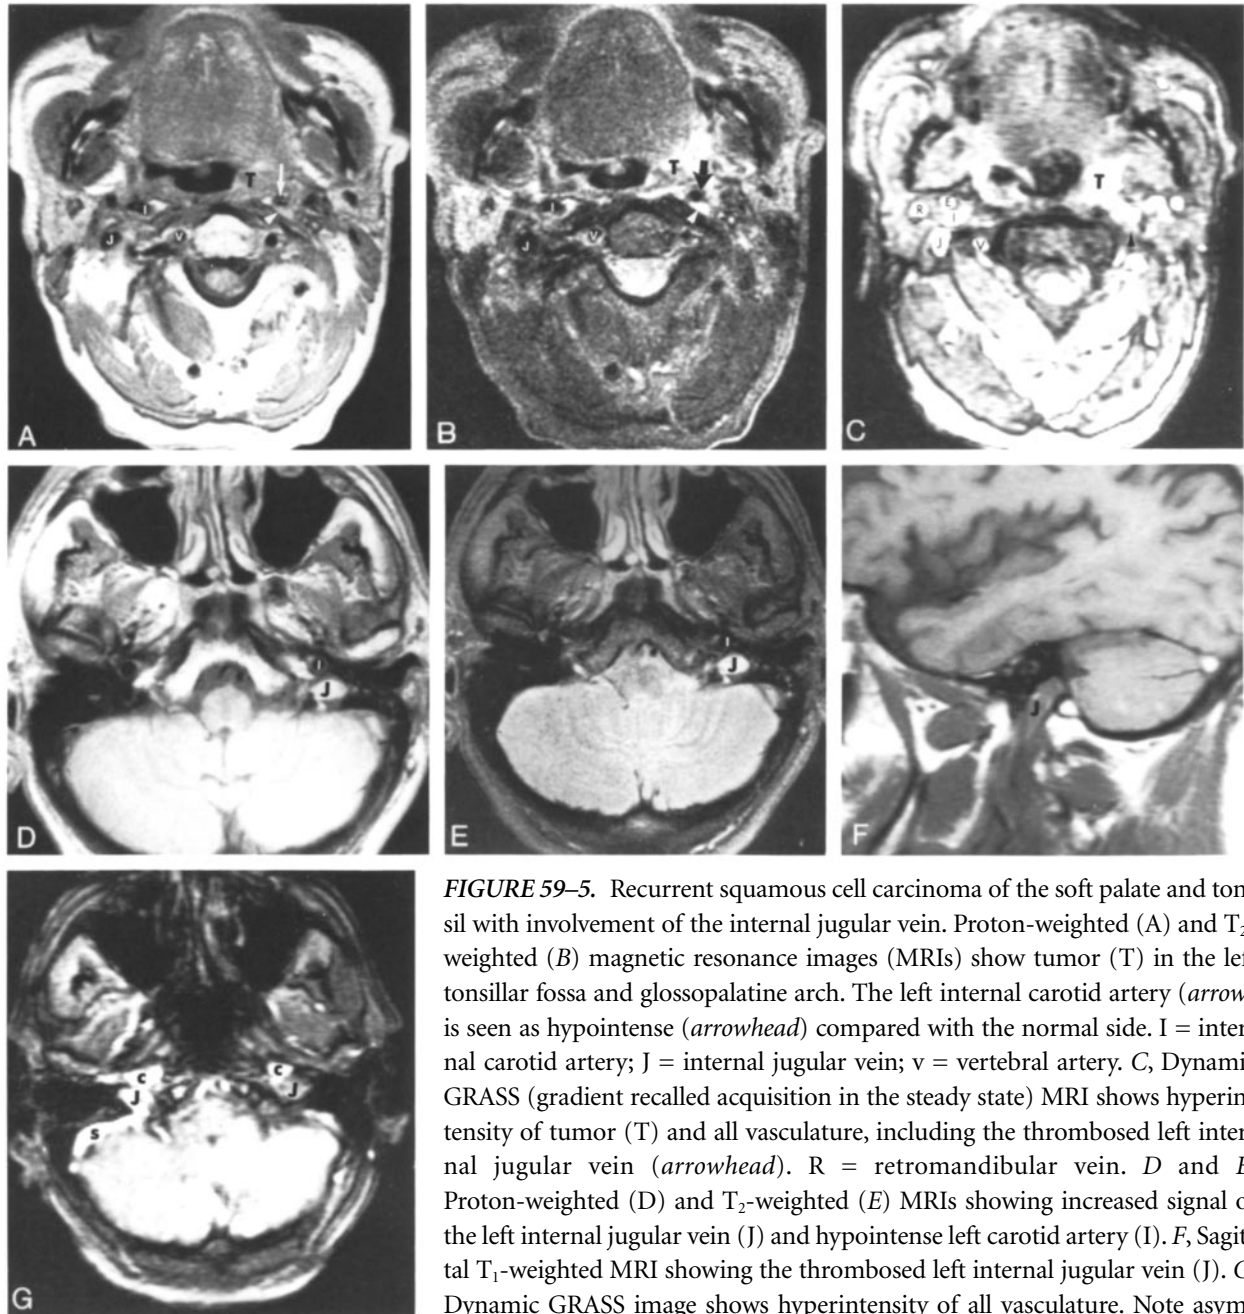 T
I
J
V
A
T
I
J
V
B
T
R
E
I
J
V
C
I
J
D
I
J
E
J
F
C
J
C
J
S
G
FIGURE 59–5. Recurrent squamous cell carcinoma of the soft palate and ton
sil with involvement of the internal jugular vein. Proton-weighted (A) and T₂
weighted (B) magnetic resonance images (MRIs) show tumor (T) in the lef
tonsillar fossa and glossopalatine arch. The left internal carotid artery (arrow
is seen as hypointense (arrowhead) compared with the normal side. I = inter
nal carotid artery; J = internal jugular vein; v = vertebral artery. C, Dynami
GRASS (gradient recalled acquisition in the steady state) MRI shows hyperin
tensity of tumor (T) and all vasculature, including the thrombosed left inter
nal jugular vein (arrowhead). R = retromandibular vein. D and E
Proton-weighted (D) and T₂-weighted (E) MRIs showing increased signal o
the left internal jugular vein (J) and hypointense left carotid artery (I). F, Sagit
tal T₁-weighted MRI showing the thrombosed left internal jugular vein (J). G
Dynamic GRASS image shows hyperintensity of all vasculature. Note asym